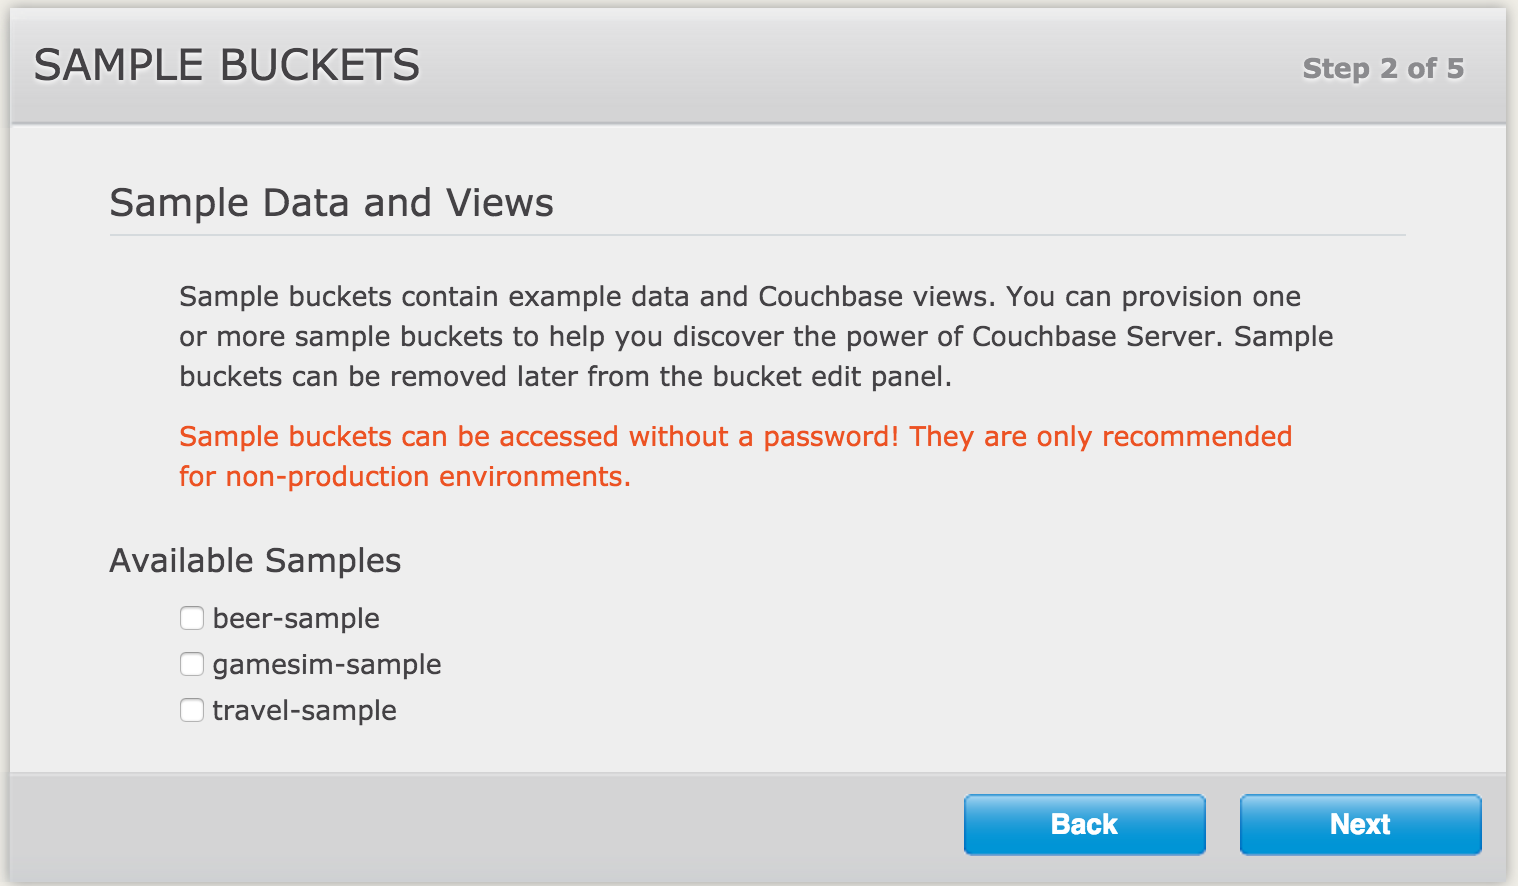 SAMPLE BUCKETS
Step 2 of 5
Sample Data and Views
Sample buckets contain example data and Couchbase views. You can provision one
or more sample buckets to help you discover the power of Couchbase Server. Sample
buckets can be removed later from the bucket edit panel.
Sample buckets can be accessed without a password! They are only recommended
for non-production environments.
Available Samples
beer-sample
gamesim-sample
travel-sample
Back
Next